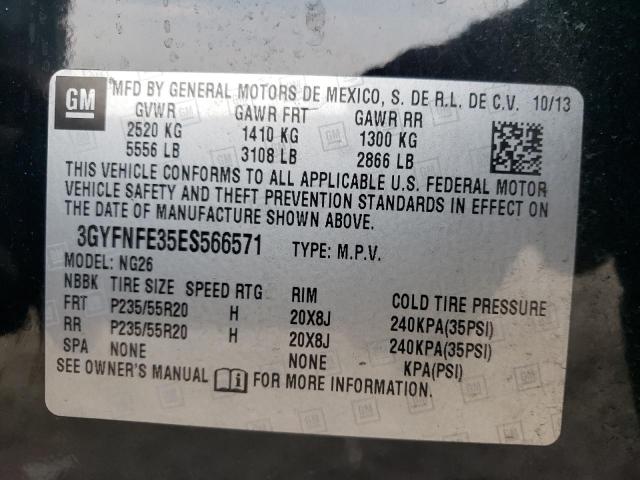 GM MFD BY GENERAL MOTORS DE MEXICO, S. DE R.L. DE C.V. 10/13
GVWR GAWR FRT GAWR RR
2520 KG 1410 KG 1300 KG
5556 LB 3108 LB 2866 LB
THIS VEHICLE CONFORMS TO ALL APPLICABLE U.S. FEDERAL MOTOR
VEHICLE SAFETY AND THEFT PREVENTION STANDARDS IN EFFECT ON
THE DATE OF MANUFACTURE SHOWN ABOVE.
3GYFNFE35ES566571 TYPE: M.P.V.
MODEL: NG26
NBBK TIRE SIZE SPEED RTG RIM COLD TIRE PRESSURE
FRT P235/55R20 H 20X8J 240KPA(35PSI)
RR P235/55R20 H 20X8J 240KPA(35PSI)
SPA NONE NONE KPA(PSI)
SEE OWNER'S MANUAL FOR MORE INFORMATION.